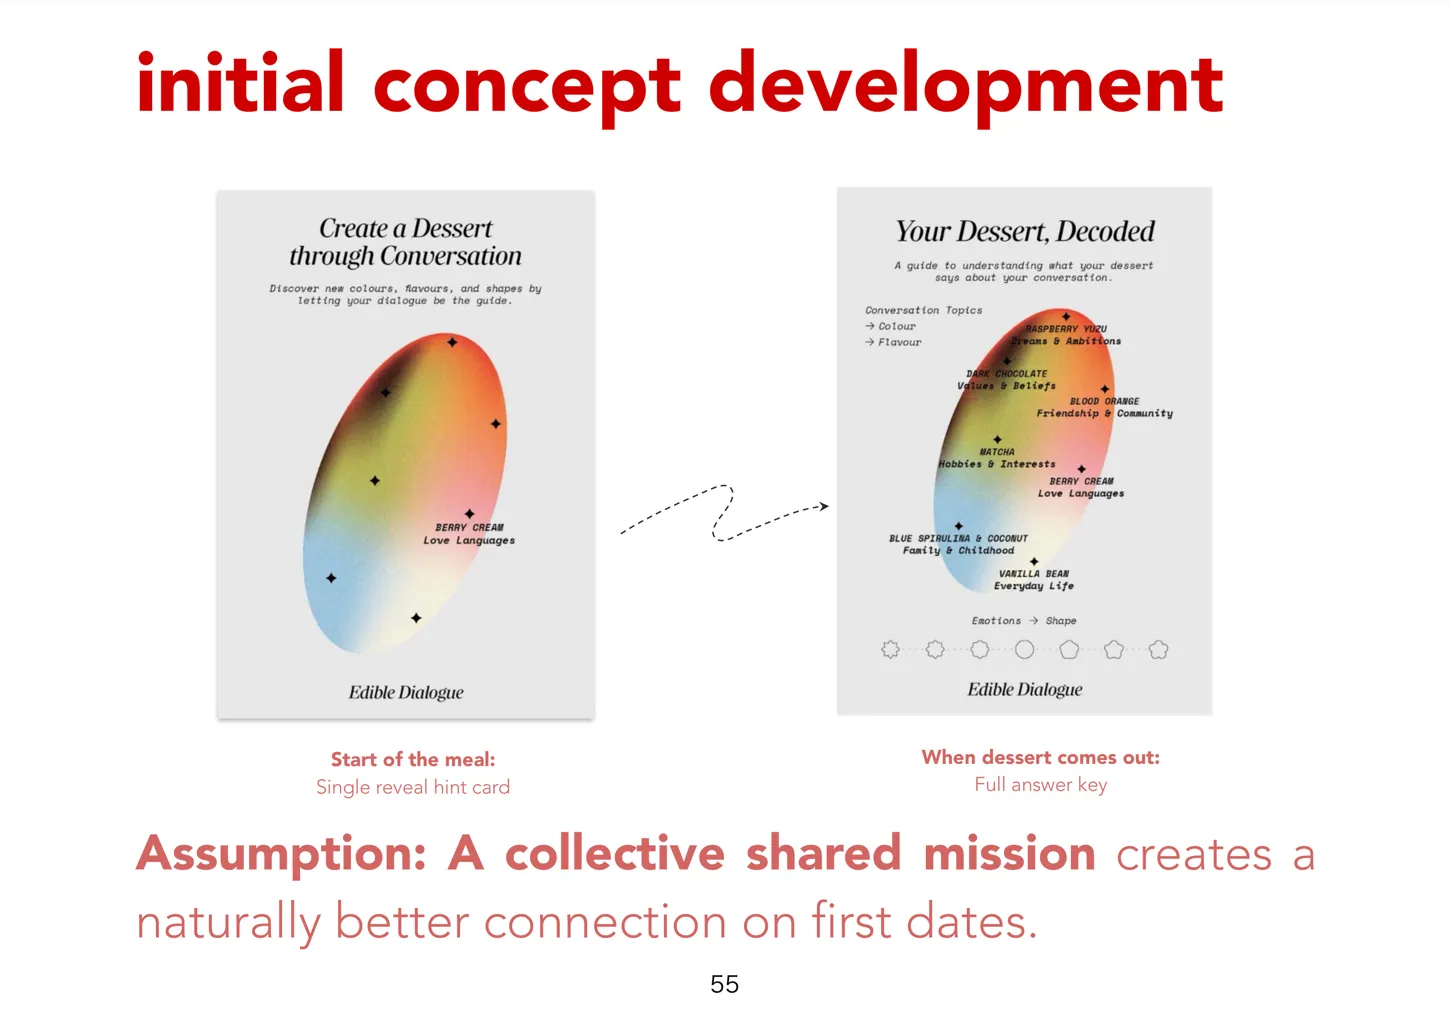 initial concept development
Create a Dessert
through Conversation
Discover new colours, flavours, and shapes by
letting your dialogue be the guide.
BERRY CREAM
Love Languages
Edible Dialogue
Start of the meal:
Single reveal hint card
Your Dessert, Decoded
A guide to understanding what your dessert
says about your conversation.
Conversation Topics
→ Colour
→ Flavour
RASPBERRY YUZU
Dreams & Ambitions
DARK CHOCOLATE
Values & Beliefs
BLOOD ORANGE
Friendship & Community
MATCHA
Hobbies & Interests
BERRY CREAM
Love Languages
BLUE SPIRULINA & COCONUT
Family & Childhood
VANILLA BEAN
Everyday Life
Emotions → Shape
Edible Dialogue
When dessert comes out:
Full answer key
Assumption: A collective shared mission creates a
naturally better connection on first dates.
55